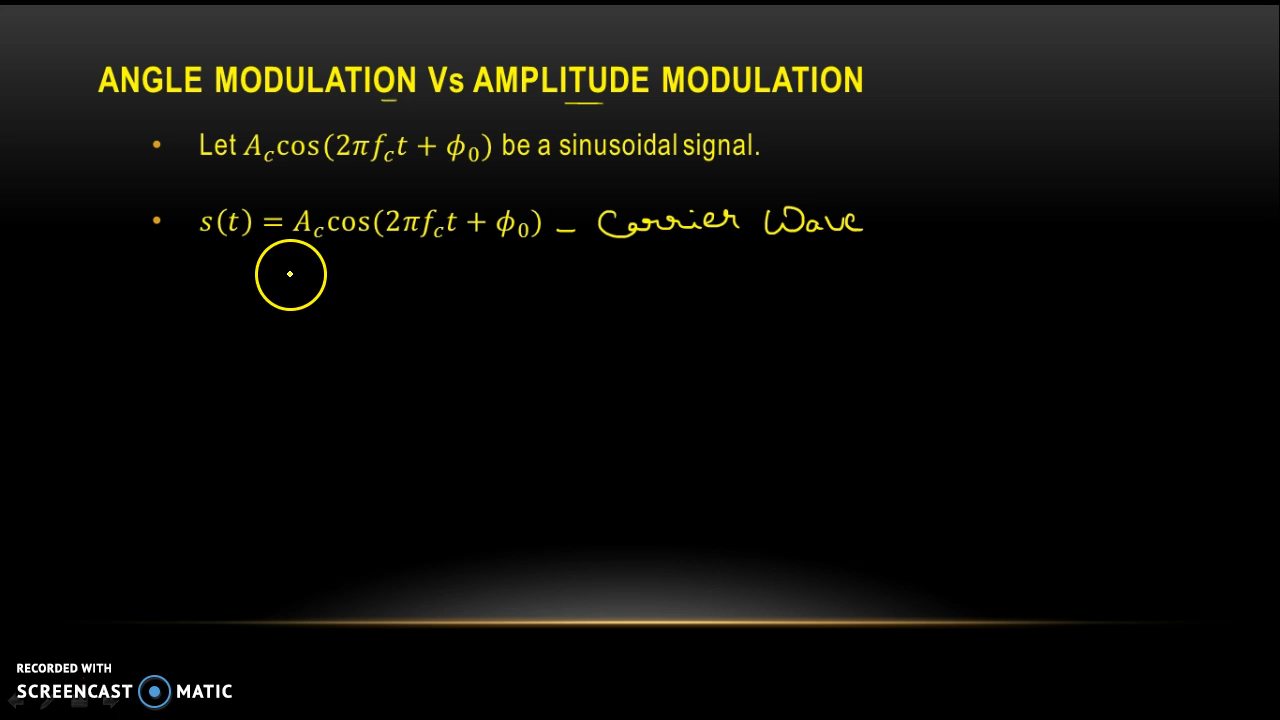 ANGLE MODULATION Vs AMPLITUDE MODULATION
• Let A_c cos(2πf_c t + ϕ_0) be a sinusoidal signal.
• s(t) = A_c cos(2πf_c t + ϕ_0) – Carrier Wave
RECORDED WITH
SCREENCAST MATIC